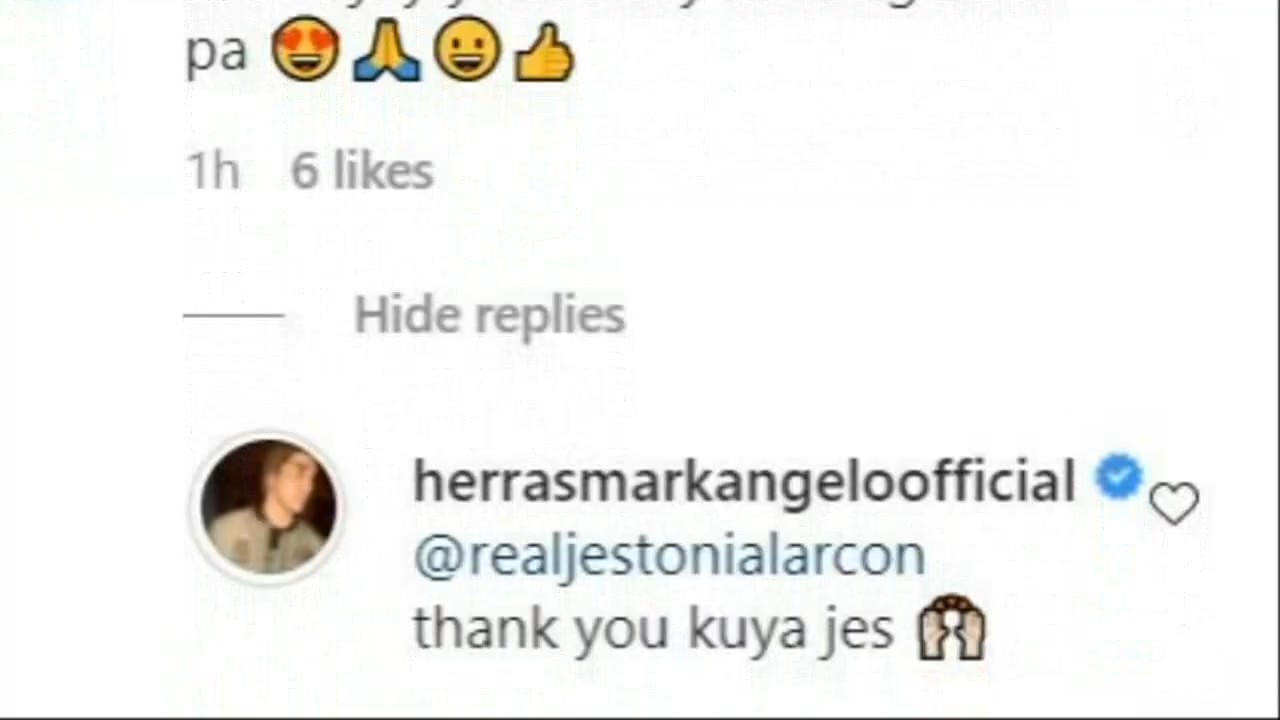 pa 😍🙏😀👍
1h 6 likes
Hide replies
herrasmarkangeloofficial
@realjestonialarcon
thank you kuya jes 🙌🏻